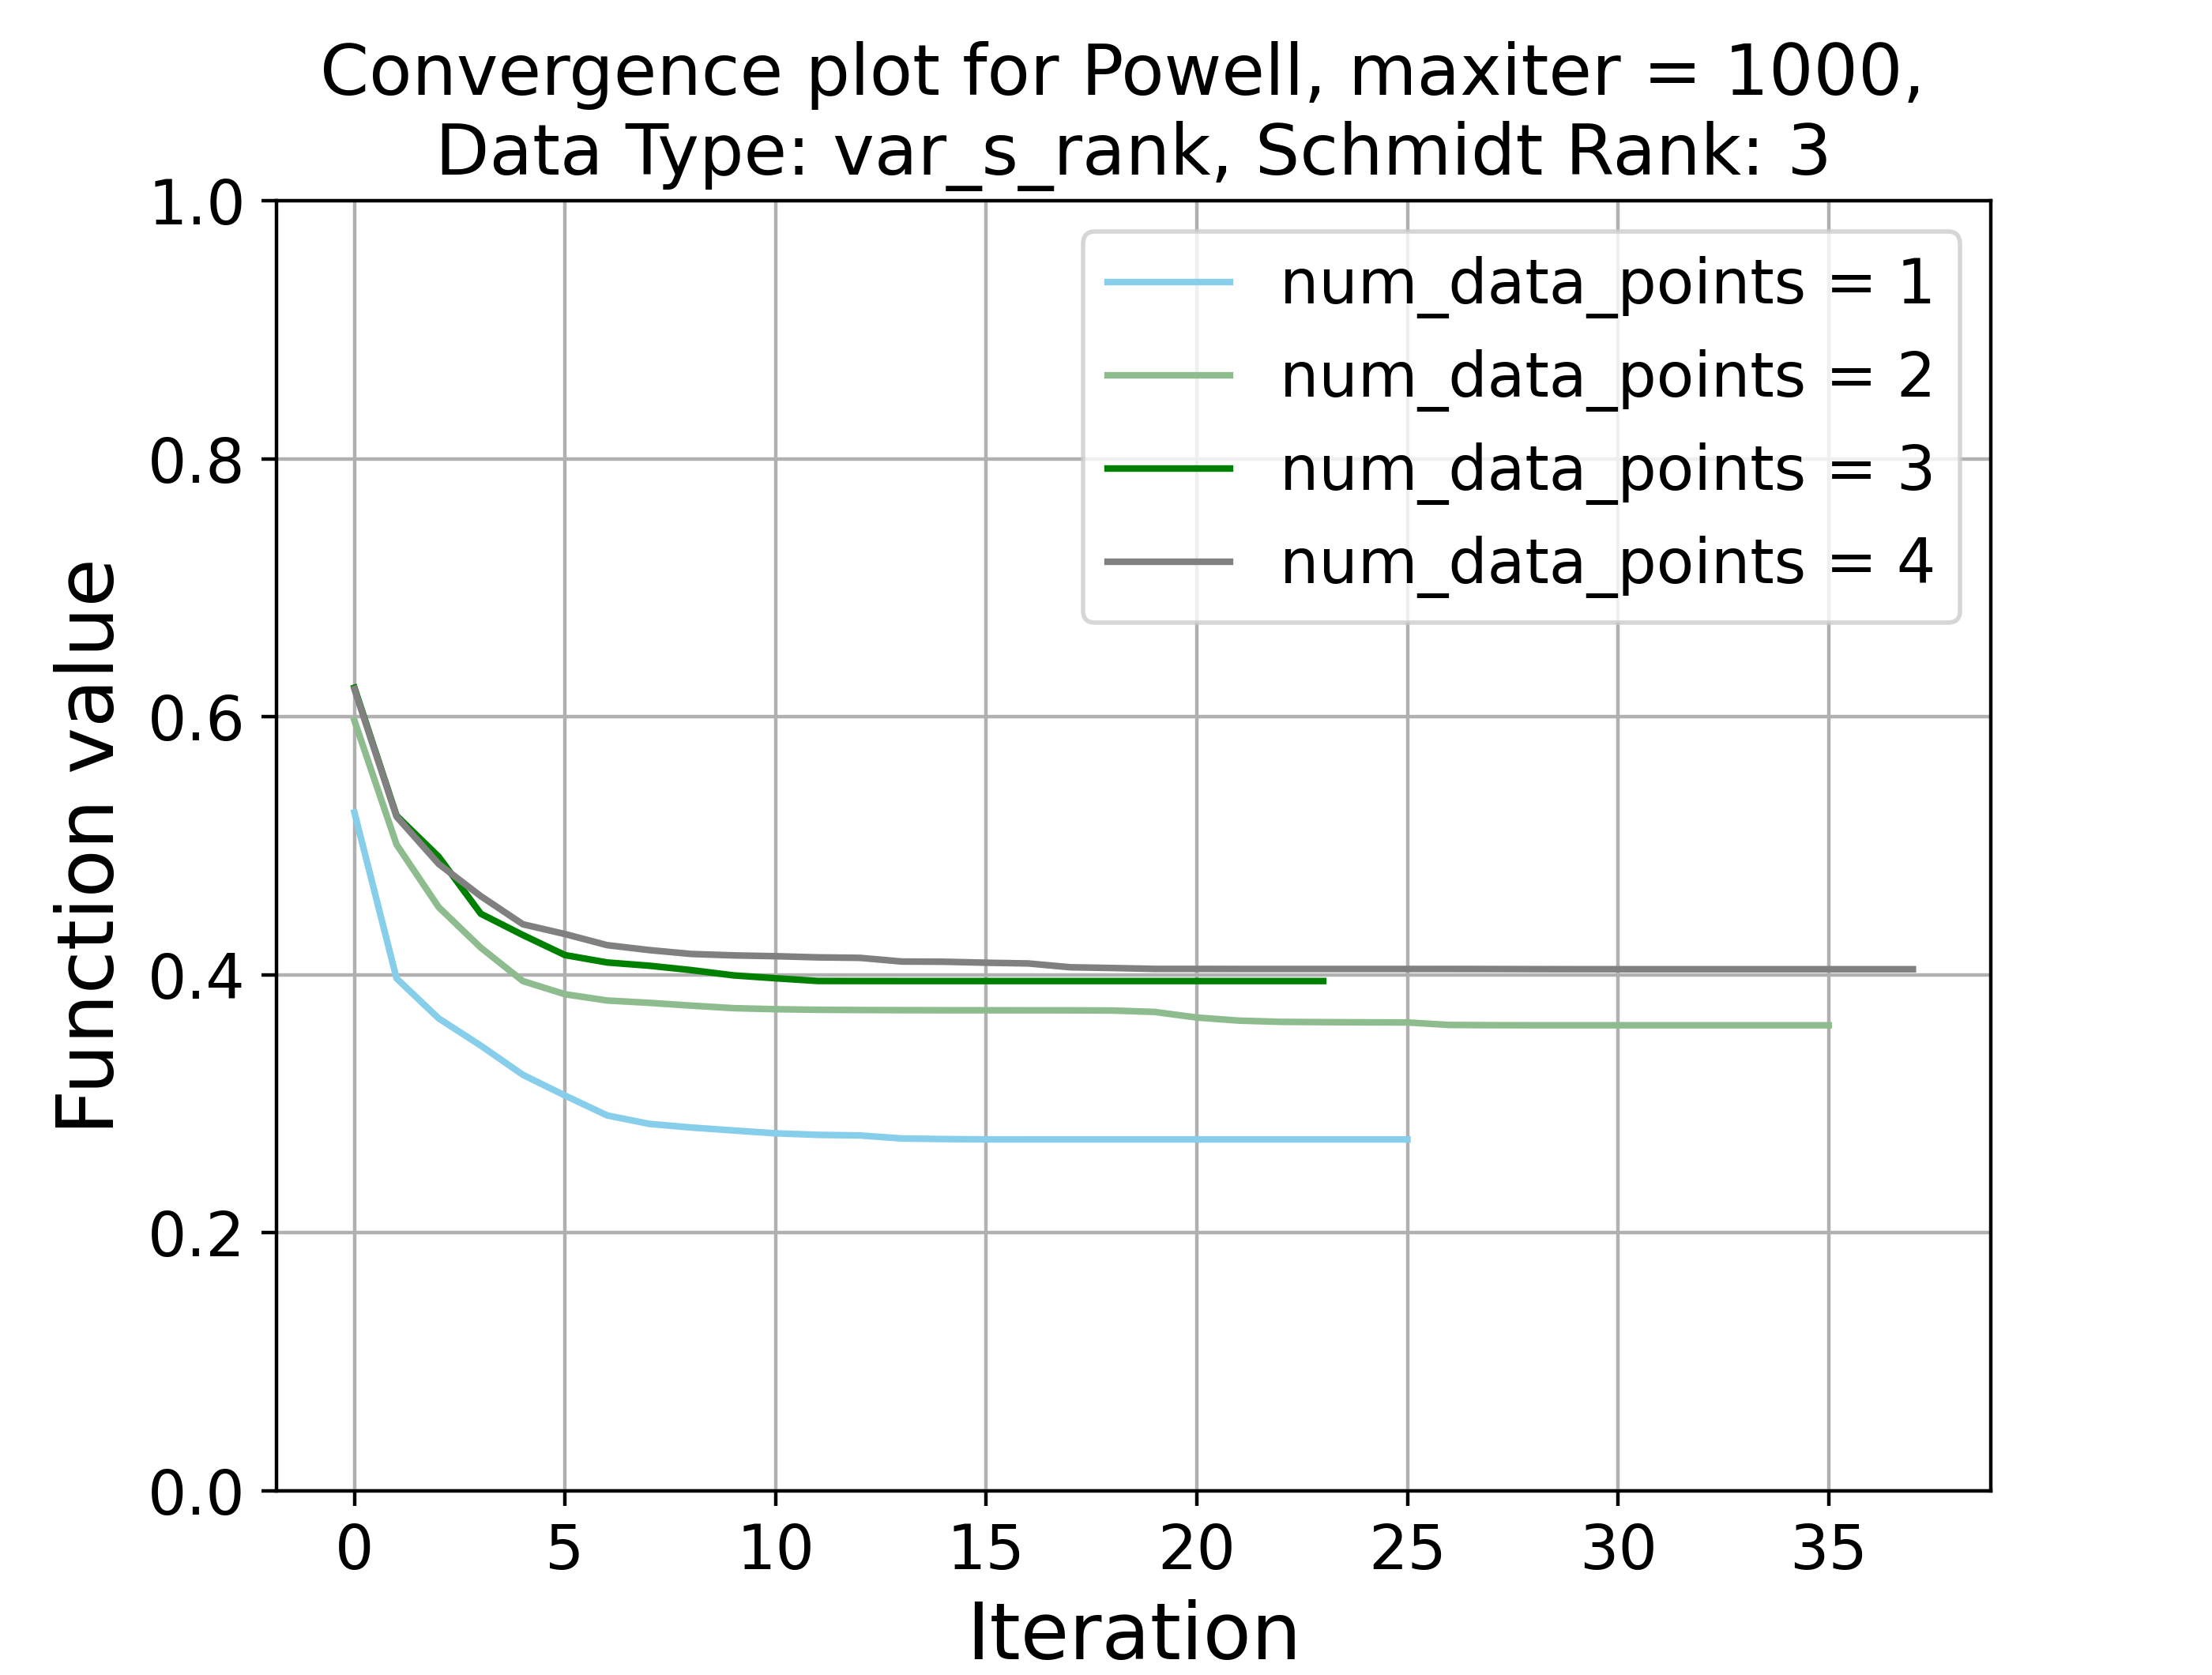 Convergence plot for Powell, maxiter = 1000,
Data Type: var_s_rank, Schmidt Rank: 3
num_data_points = 1
num_data_points = 2
num_data_points = 3
num_data_points = 4
Function value
1.0
0.8
0.6
0.4
0.2
0.0
0 5 10 15 20 25 30 35
Iteration